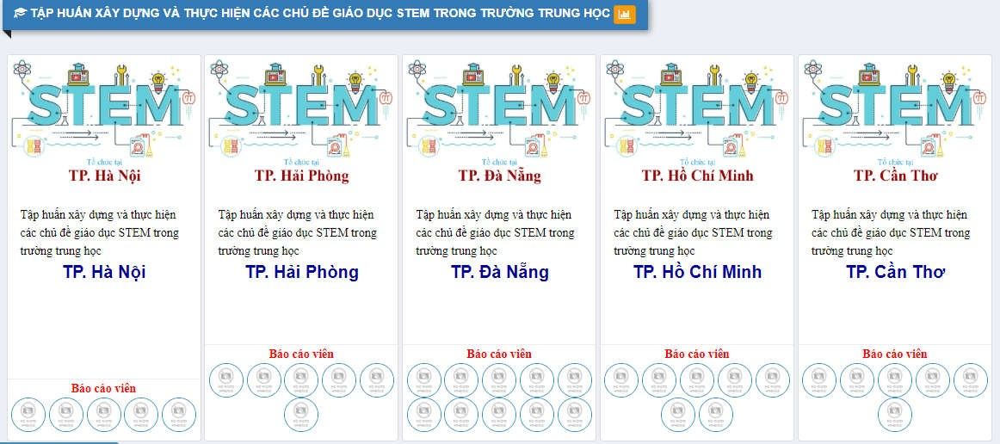 TẬP HUẤN XÂY DỰNG VÀ THỰC HIỆN CÁC CHỦ ĐỀ GIÁO DỤC STEM TRONG TRƯỜNG TRUNG HỌC
STEM
π
Tổ chức tại
TP. Hà Nội
Tập huấn xây dựng và thực hiện
các chủ đề giáo dục STEM trong
trường trung học
TP. Hà Nội
Báo cáo viên
STEM
π
Tổ chức tại
TP. Hải Phòng
Tập huấn xây dựng và thực hiện
các chủ đề giáo dục STEM trong
trường trung học
TP. Hải Phòng
Báo cáo viên
STEM
π
Tổ chức tại
TP. Đà Nẵng
Tập huấn xây dựng và thực hiện
các chủ đề giáo dục STEM trong
trường trung học
TP. Đà Nẵng
Báo cáo viên
STEM
π
Tổ chức tại
TP. Hồ Chí Minh
Tập huấn xây dựng và thực hiện
các chủ đề giáo dục STEM trong
trường trung học
TP. Hồ Chí Minh
Báo cáo viên
STEM
π
Tổ chức tại
TP. Cần Thơ
Tập huấn xây dựng và thực hiện
các chủ đề giáo dục STEM trong
trường trung học
TP. Cần Thơ
Báo cáo viên